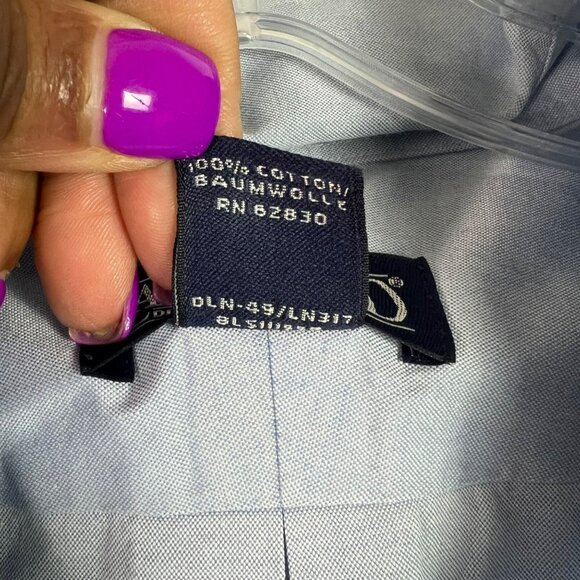 100% COTTON/
BAUMWOLLE
RN 62830
DLN-49/LN317